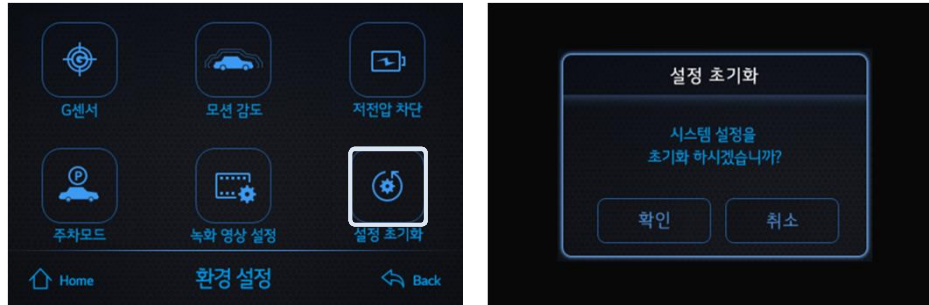 G센서
모션 감도
저전압 차단
P
주차모드
녹화 영상 설정
설정 초기화
Home
환경 설정
Back
설정 초기화
시스템 설정을
초기화 하시겠습니까?
확인
취소